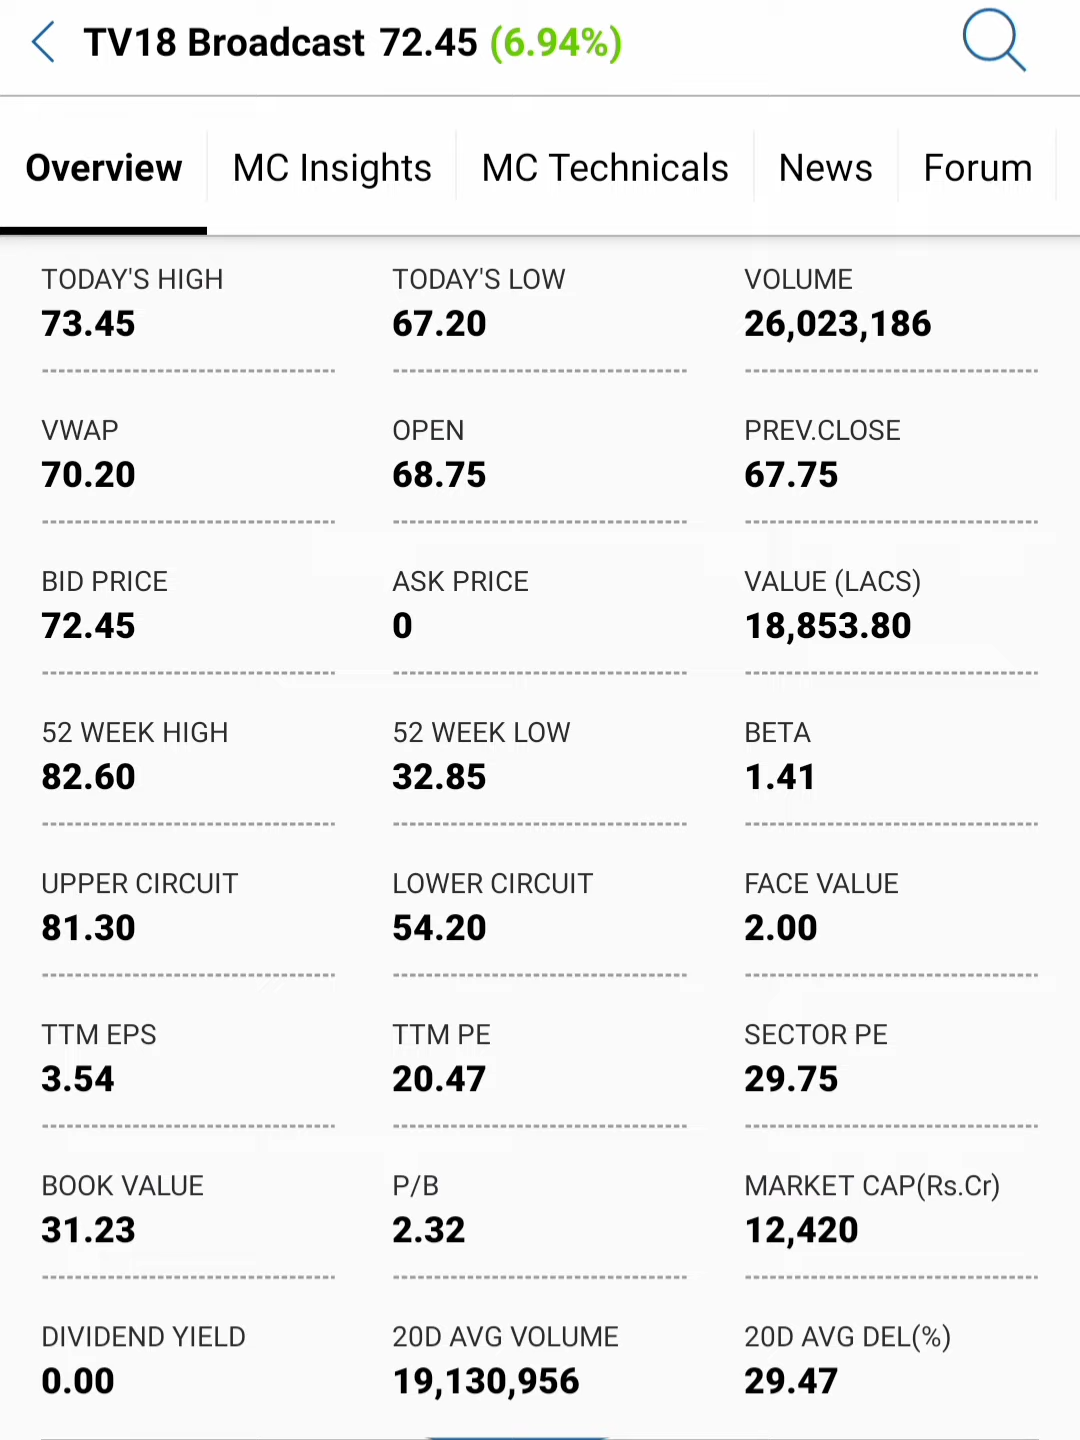 TV18 Broadcast 72.45 (6.94%)
Overview MC Insights MC Technicals News Forum
TODAY'S HIGH TODAY'S LOW VOLUME
73.45 67.20 26,023,186
VWAP OPEN PREV.CLOSE
70.20 68.75 67.75
BID PRICE ASK PRICE VALUE (LACS)
72.45 0 18,853.80
52 WEEK HIGH 52 WEEK LOW BETA
82.60 32.85 1.41
UPPER CIRCUIT LOWER CIRCUIT FACE VALUE
81.30 54.20 2.00
TTM EPS TTM PE SECTOR PE
3.54 20.47 29.75
BOOK VALUE P/B MARKET CAP(Rs.Cr)
31.23 2.32 12,420
DIVIDEND YIELD 20D AVG VOLUME 20D AVG DEL(%)
0.00 19,130,956 29.47